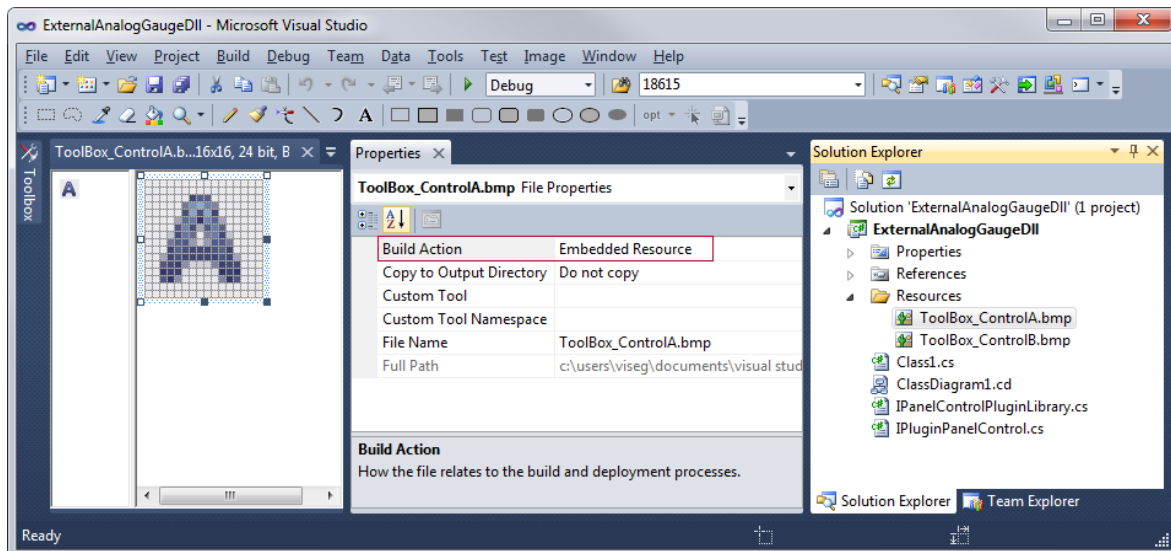 ExternalAnalogGaugeDll - Microsoft Visual Studio
File Edit View Project Build Debug Team Data Tools Test Image Window Help
Debug 18615
A opt
Toolbox
ToolBox_ControlA.b...16x16, 24 bit, B
A
Properties
ToolBox_ControlA.bmp File Properties
Build Action Embedded Resource
Copy to Output Directory Do not copy
Custom Tool
Custom Tool Namespace
File Name ToolBox_ControlA.bmp
Full Path c:\users\viseg\documents\visual stud
Build Action
How the file relates to the build and deployment processes.
Solution Explorer
Solution 'ExternalAnalogGaugeDll' (1 project)
ExternalAnalogGaugeDll
Properties
References
Resources
ToolBox_ControlA.bmp
ToolBox_ControlB.bmp
Class1.cs
ClassDiagram1.cd
IPanelControlPluginLibrary.cs
IPluginPanelControl.cs
Solution Explorer Team Explorer
Ready